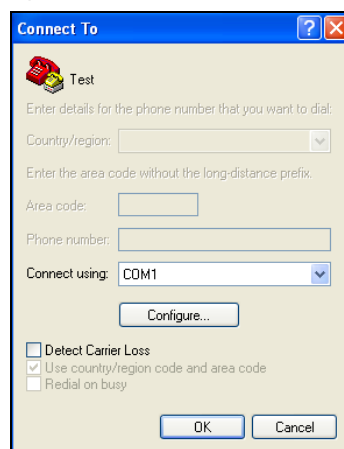 Connect To
Test
Enter details for the phone number that you want to dial:
Country/region:
Enter the area code without the long-distance prefix.
Area code:
Phone number:
Connect using: COM1
Configure...
Detect Carrier Loss
Use country/region code and area code
Redial on busy
OK Cancel